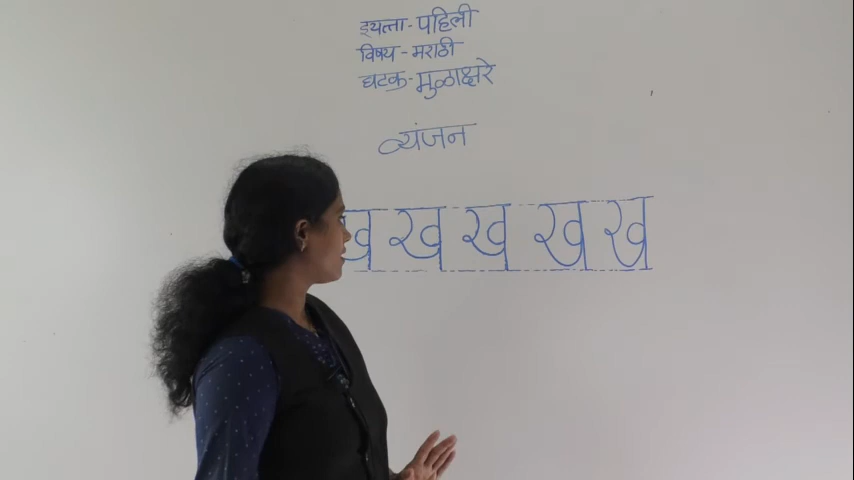 इयत्ता - पहिली
विषय - मराठी
घटक - मुळाक्षरे
व्यंजन
ख ख ख ख ख